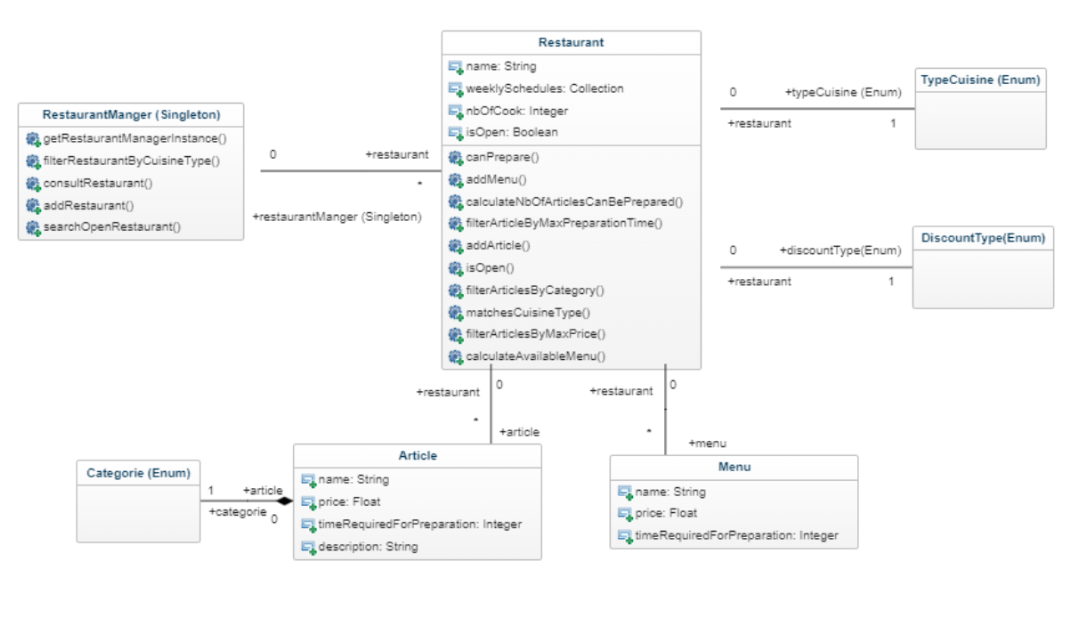 Restaurant
name: String
weeklySchedules: Collection
nbOfCook: Integer
isOpen: Boolean
canPrepare()
addMenu()
calculateNbOfArticlesCanBePrepared()
filterArticleByMaxPreparationTime()
addArticle()
isOpen()
filterArticlesByCategory()
matchesCuisineType()
filterArticlesByMaxPrice()
calculateAvailableMenu()
RestaurantManger (Singleton)
getRestaurantManagerInstance()
filterRestaurantByCuisineType()
consultRestaurant()
addRestaurant()
searchOpenRestaurant()
0 +restaurant
*
+restaurantManger (Singleton)
TypeCuisine (Enum)
0 +typeCuisine (Enum)
+restaurant 1
DiscountType(Enum)
0 +discountType(Enum)
+restaurant 1
+restaurant 0
*
+article
+restaurant 0
*
+menu
Categorie (Enum)
1 +article
+categorie 0
Article
name: String
price: Float
timeRequiredForPreparation: Integer
description: String
Menu
name: String
price: Float
timeRequiredForPreparation: Integer